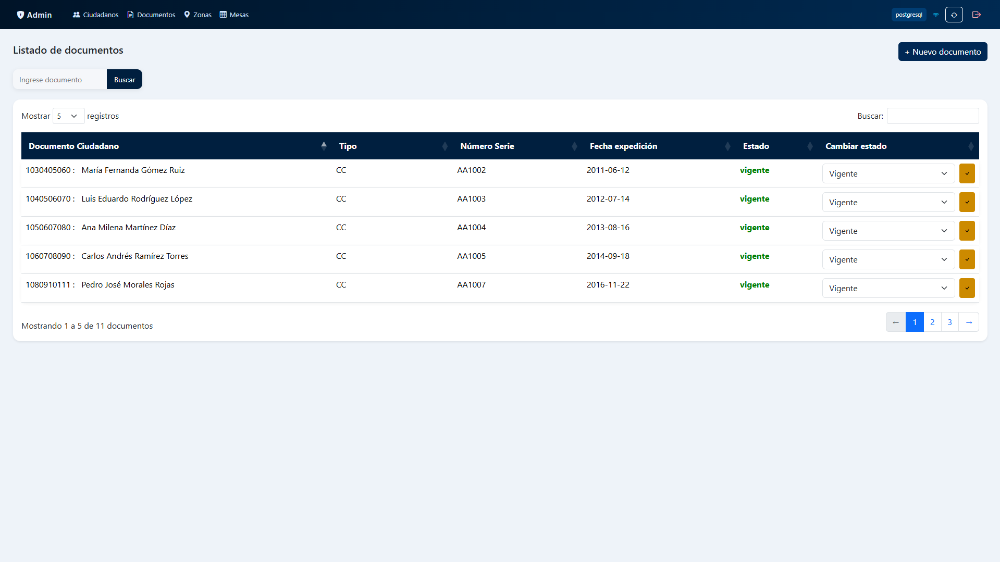 Admin Ciudadanos Documentos Zonas Mesas postgresql
Listado de documentos
+ Nuevo documento
Ingrese documento Buscar
Mostrar 5 registros Buscar:
Documento Ciudadano Tipo Número Serie Fecha expedición Estado Cambiar estado
1030405060 : María Fernanda Gómez Ruiz CC AA1002 2011-06-12 vigente Vigente
1040506070 : Luis Eduardo Rodríguez López CC AA1003 2012-07-14 vigente Vigente
1050607080 : Ana Milena Martínez Díaz CC AA1004 2013-08-16 vigente Vigente
1060708090 : Carlos Andrés Ramírez Torres CC AA1005 2014-09-18 vigente Vigente
1080910111 : Pedro José Morales Rojas CC AA1007 2016-11-22 vigente Vigente
Mostrando 1 a 5 de 11 documentos
← 1 2 3 →